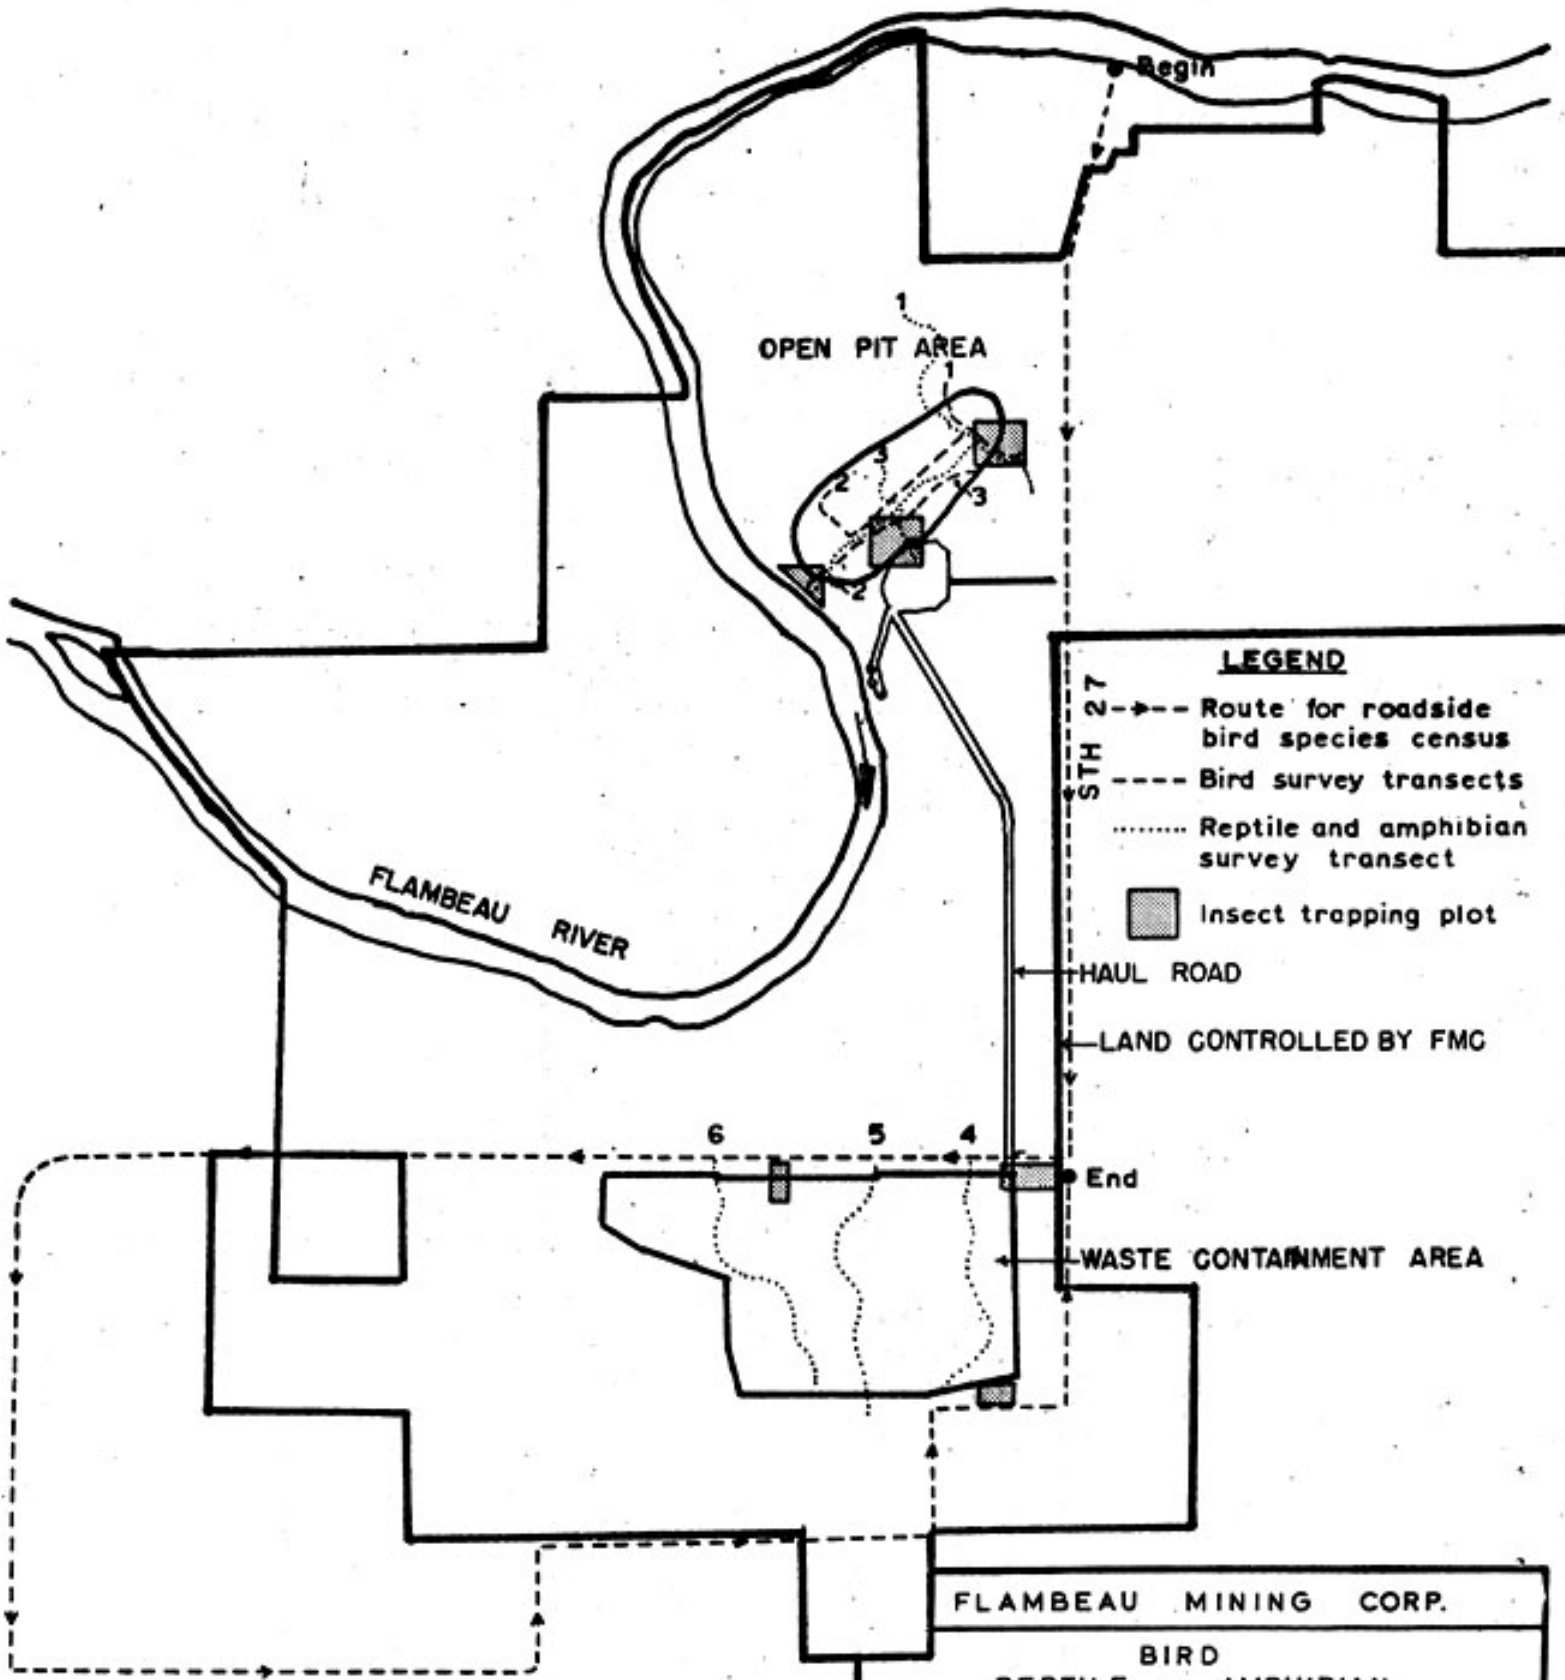 Begin
1
OPEN PIT AREA
1
3
2
3
2
LEGEND
Route for roadside
bird species census
Bird survey transects
Reptile and amphibian
survey transect
Insect trapping plot
STH 27
HAUL ROAD
LAND CONTROLLED BY FMC
FLAMBEAU RIVER
6 5 4
End
WASTE CONTAINMENT AREA
FLAMBEAU MINING CORP.
BIRD
REPTILE AMPHIBIAN